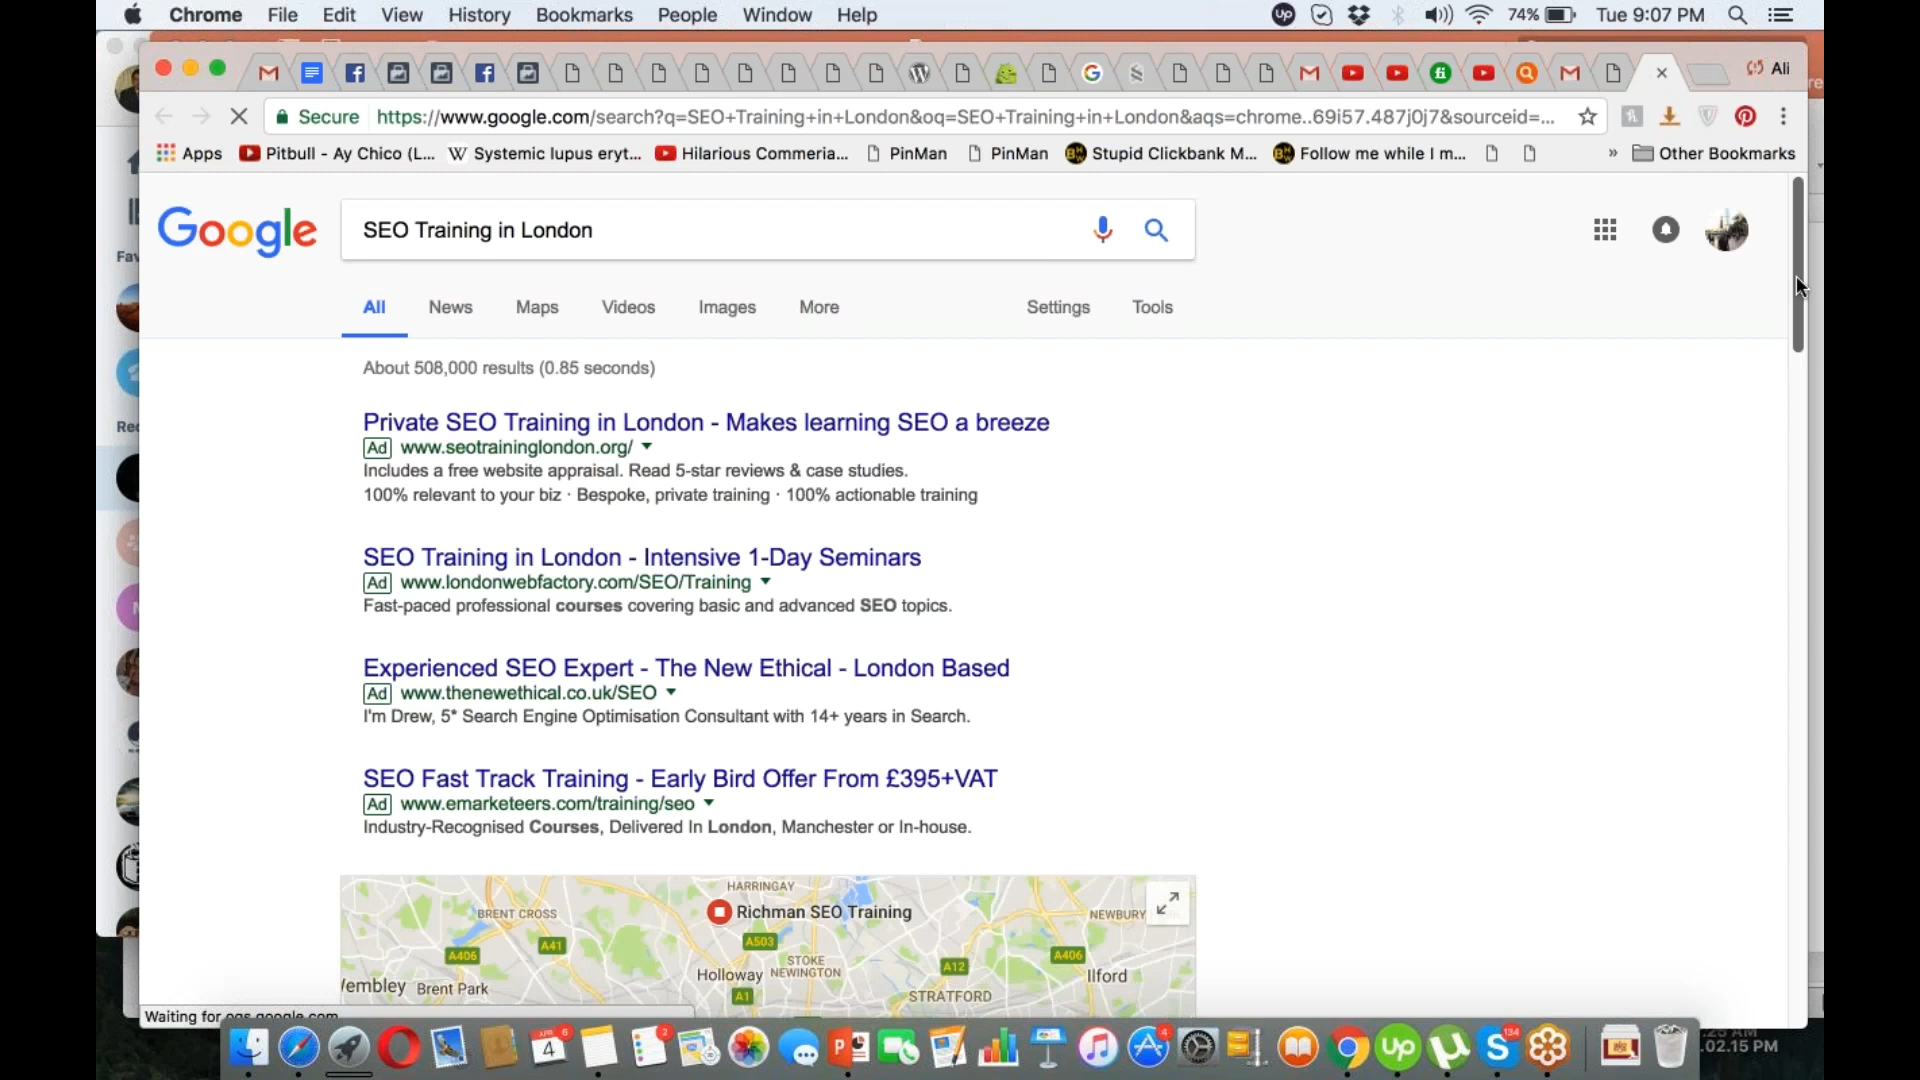 Chrome File Edit View History Bookmarks People Window Help
74% Tue 9:07 PM
Ali
Secure https://www.google.com/search?q=SEO+Training+in+London&oq=SEO+Training+in+London&aqs=chrome..69i57.487j0j7&sourceid=...
Apps Pitbull - Ay Chico (L... Systemic lupus eryt... Hilarious Commeria... PinMan PinMan Stupid Clickbank M... Follow me while I m... » Other Bookmarks
Google SEO Training in London
All News Maps Videos Images More Settings Tools
About 508,000 results (0.85 seconds)
Private SEO Training in London - Makes learning SEO a breeze
Ad www.seotraininglondon.org/
Includes a free website appraisal. Read 5-star reviews & case studies.
100% relevant to your biz · Bespoke, private training · 100% actionable training
SEO Training in London - Intensive 1-Day Seminars
Ad www.londonwebfactory.com/SEO/Training
Fast-paced professional courses covering basic and advanced SEO topics.
Experienced SEO Expert - The New Ethical - London Based
Ad www.thenewethical.co.uk/SEO
I'm Drew, 5* Search Engine Optimisation Consultant with 14+ years in Search.
SEO Fast Track Training - Early Bird Offer From £395+VAT
Ad www.emarketeers.com/training/seo
Industry-Recognised Courses, Delivered In London, Manchester or In-house.
HARRINGAY
BRENT CROSS Richman SEO Training NEWBURY
A41 A503
A406 STOKE NEWINGTON A12 A406
Holloway Ilford
Brent Park A1 STRATFORD
Waiting for ogs.google.com
.02.15 PM